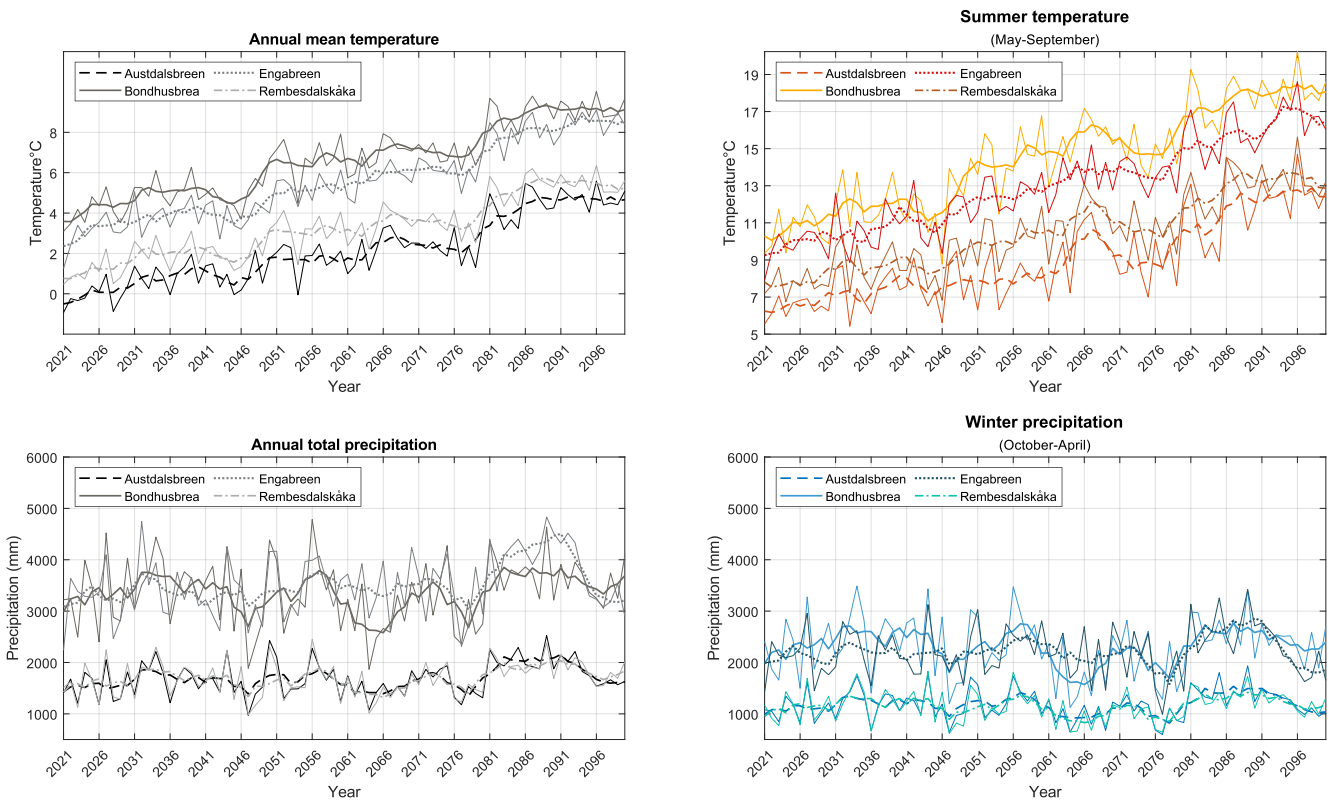 Annual mean temperature
Austdalsbreen Engabreen
Bondhusbrea Rembesdalskåka
8
6
4
2
0
Temperature°C
2021 2026 2031 2036 2041 2046 2051 2056 2061 2066 2071 2076 2081 2086 2091 2096
Year
Summer temperature
(May-September)
Austdalsbreen Engabreen
Bondhusbrea Rembesdalskåka
19
17
15
13
11
9
7
5
Temperature°C
2021 2026 2031 2036 2041 2046 2051 2056 2061 2066 2071 2076 2081 2086 2091 2096
Year
Annual total precipitation
Austdalsbreen Engabreen
Bondhusbrea Rembesdalskåka
6000
5000
4000
3000
2000
1000
Precipitation (mm)
2021 2026 2031 2036 2041 2046 2051 2056 2061 2066 2071 2076 2081 2086 2091 2096
Year
Winter precipitation
(October-April)
Austdalsbreen Engabreen
Bondhusbrea Rembesdalskåka
6000
5000
4000
3000
2000
1000
Precipitation (mm)
2021 2026 2031 2036 2041 2046 2051 2056 2061 2066 2071 2076 2081 2086 2091 2096
Year